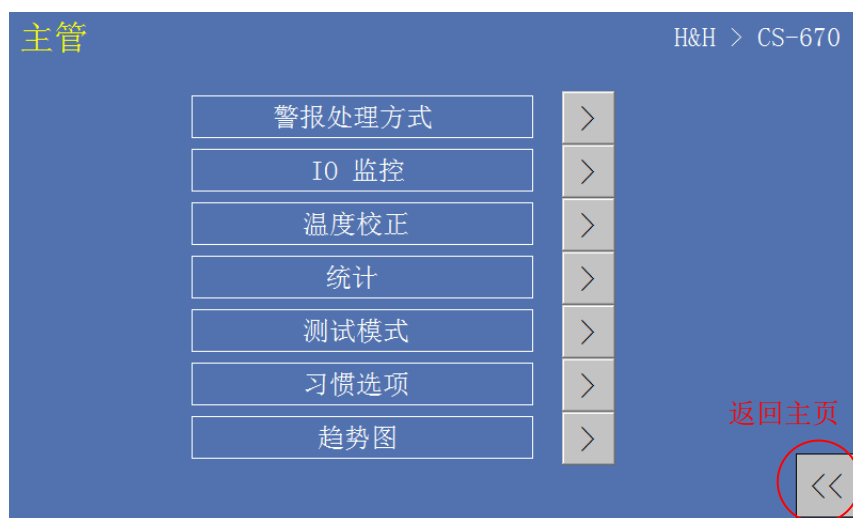 主管
H&H > CS-670
警报处理方式 >
IO 监控 >
温度校正 >
统计 >
测试模式 >
习惯选项 >
趋势图 >
返回主页
<<